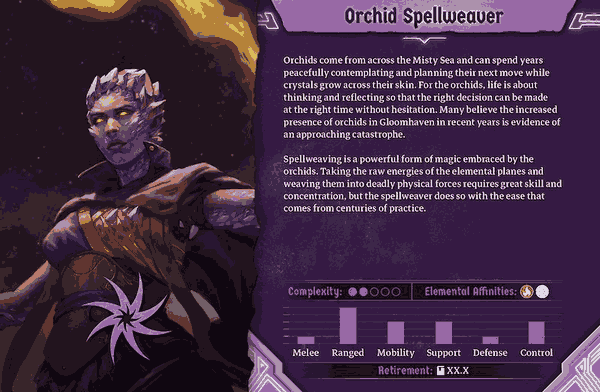 Orchid Spellweaver
Orchids come from across the Misty Sea and can spend years
peacefully contemplating and planning their next move while
crystals grow across their skin. For the orchids, life is about
thinking and reflecting so that the right decision can be made
at the right time without hesitation. Many believe the increased
presence of orchids in Gloomhaven in recent years is evidence of
an approaching catastrophe.
Spellweaving is a powerful form of magic embraced by the
orchids. Taking the raw energies of the elemental planes and
weaving them into deadly physical forces requires great skill and
concentration, but the spellweaver does so with the ease that
comes from centuries of practice.
Complexity: Elemental Affinities:
Melee Ranged Mobility Support Defense Control
Retirement: XX.X